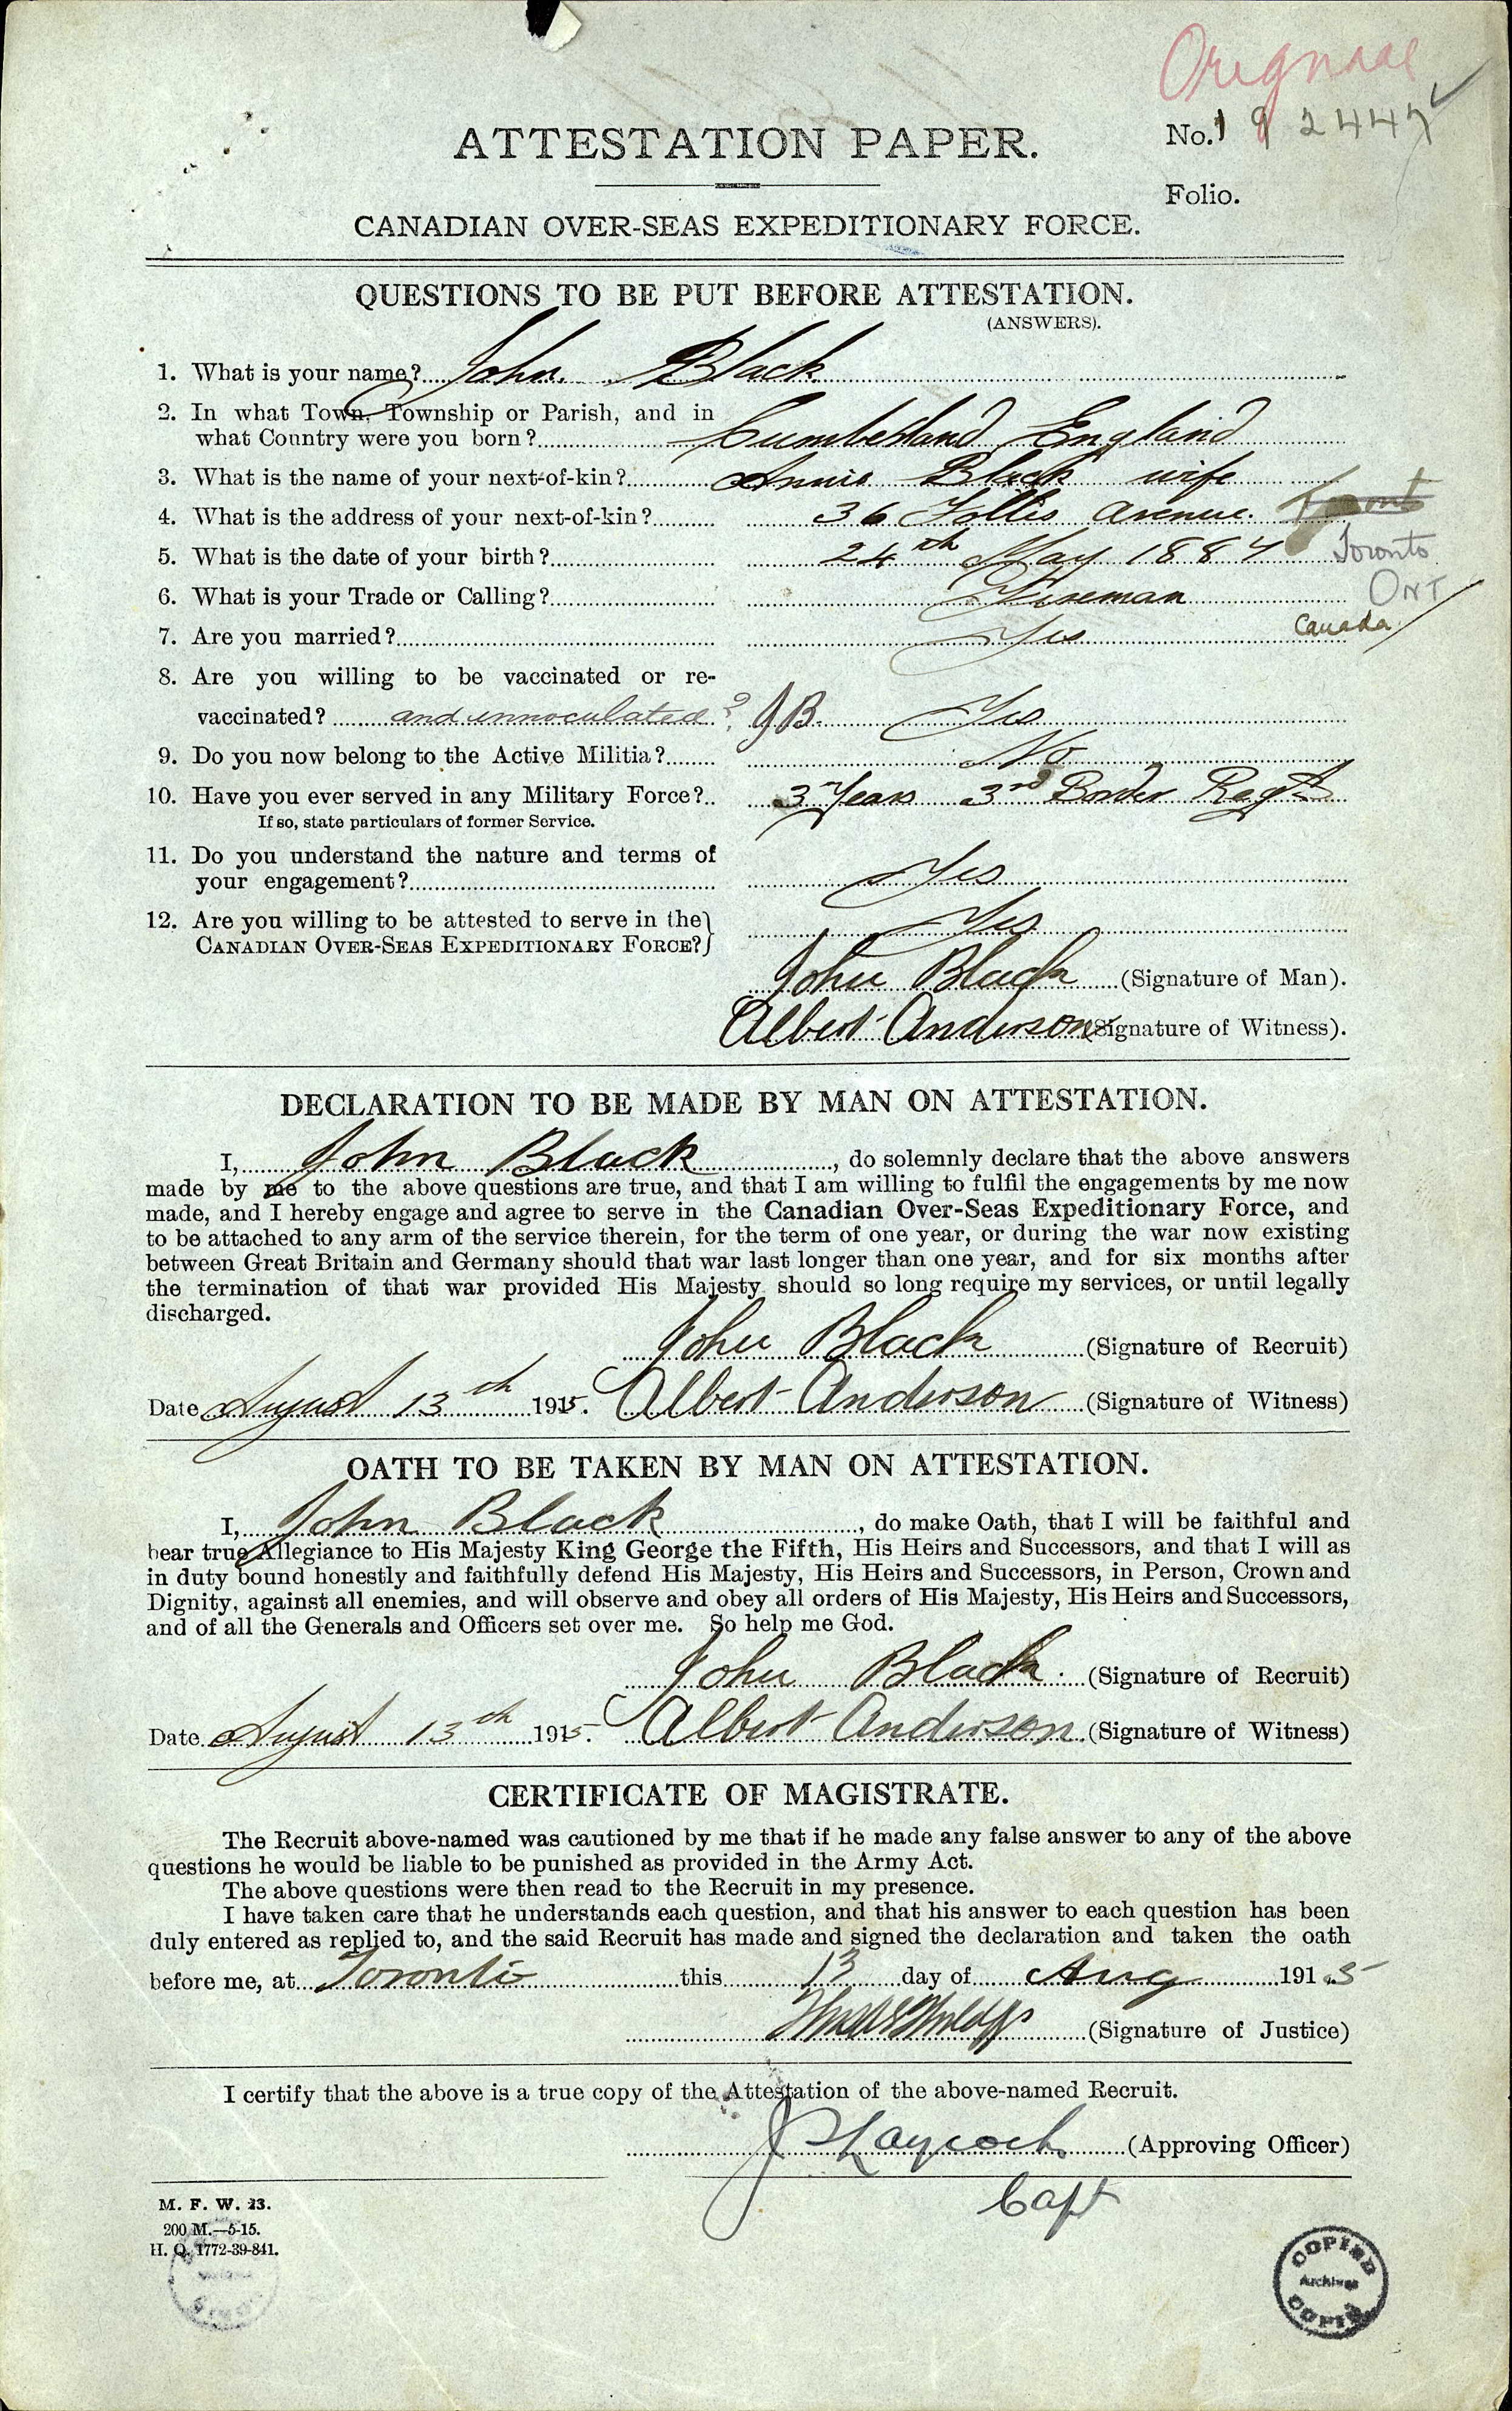 Orignaal
ATTESTATION PAPER.
No. 192447
Folio.
CANADIAN OVER-SEAS EXPEDITIONARY FORCE.
QUESTIONS TO BE PUT BEFORE ATTESTATION.
(ANSWERS).
1. What is your name? John Black
2. In what Town, Township or Parish, and in
what Country were you born? Cumberland England
3. What is the name of your next-of-kin? Annie Black wife
4. What is the address of your next-of-kin? 36 Follis Avenue.
5. What is the date of your birth? 24th May 1887 Toronto
6. What is your Trade or Calling? Fireman ONT
7. Are you married? Yes Canada
8. Are you willing to be vaccinated or re-
vaccinated? and innoculated? JB. Yes
9. Do you now belong to the Active Militia? No
10. Have you ever served in any Military Force? 3 Years 3rd Border Regt
If so, state particulars of former Service.
11. Do you understand the nature and terms of
your engagement? Yes
12. Are you willing to be attested to serve in the
CANADIAN OVER-SEAS EXPEDITIONARY FORCE? Yes
John Black (Signature of Man).
Albert Anderson (Signature of Witness).
DECLARATION TO BE MADE BY MAN ON ATTESTATION.
I, John Black, do solemnly declare that the above answers
made by me to the above questions are true, and that I am willing to fulfil the engagements by me now
made, and I hereby engage and agree to serve in the Canadian Over-Seas Expeditionary Force, and
to be attached to any arm of the service therein, for the term of one year, or during the war now existing
between Great Britain and Germany should that war last longer than one year, and for six months after
the termination of that war provided His Majesty should so long require my services, or until legally
discharged.
John Black (Signature of Recruit)
Date August 13th 1915. Albert Anderson (Signature of Witness)
OATH TO BE TAKEN BY MAN ON ATTESTATION.
I, John Black, do make Oath, that I will be faithful and
bear true Allegiance to His Majesty King George the Fifth, His Heirs and Successors, and that I will as
in duty bound honestly and faithfully defend His Majesty, His Heirs and Successors, in Person, Crown and
Dignity, against all enemies, and will observe and obey all orders of His Majesty, His Heirs and Successors,
and of all the Generals and Officers set over me. So help me God.
John Black. (Signature of Recruit)
Date August 13th 1915. Albert Anderson (Signature of Witness)
CERTIFICATE OF MAGISTRATE.
The Recruit above-named was cautioned by me that if he made any false answer to any of the above
questions he would be liable to be punished as provided in the Army Act.
The above questions were then read to the Recruit in my presence.
I have taken care that he understands each question, and that his answer to each question has been
duly entered as replied to, and the said Recruit has made and signed the declaration and taken the oath
before me, at Toronto this 13 day of Aug 1915
(Signature of Justice)
I certify that the above is a true copy of the Attestation of the above-named Recruit.
J Laycock (Approving Officer)
Capt
M. F. W. 23.
200 M.—5-15.
H. Q. 1772-39-841.
COPIED
Archives
COPIED